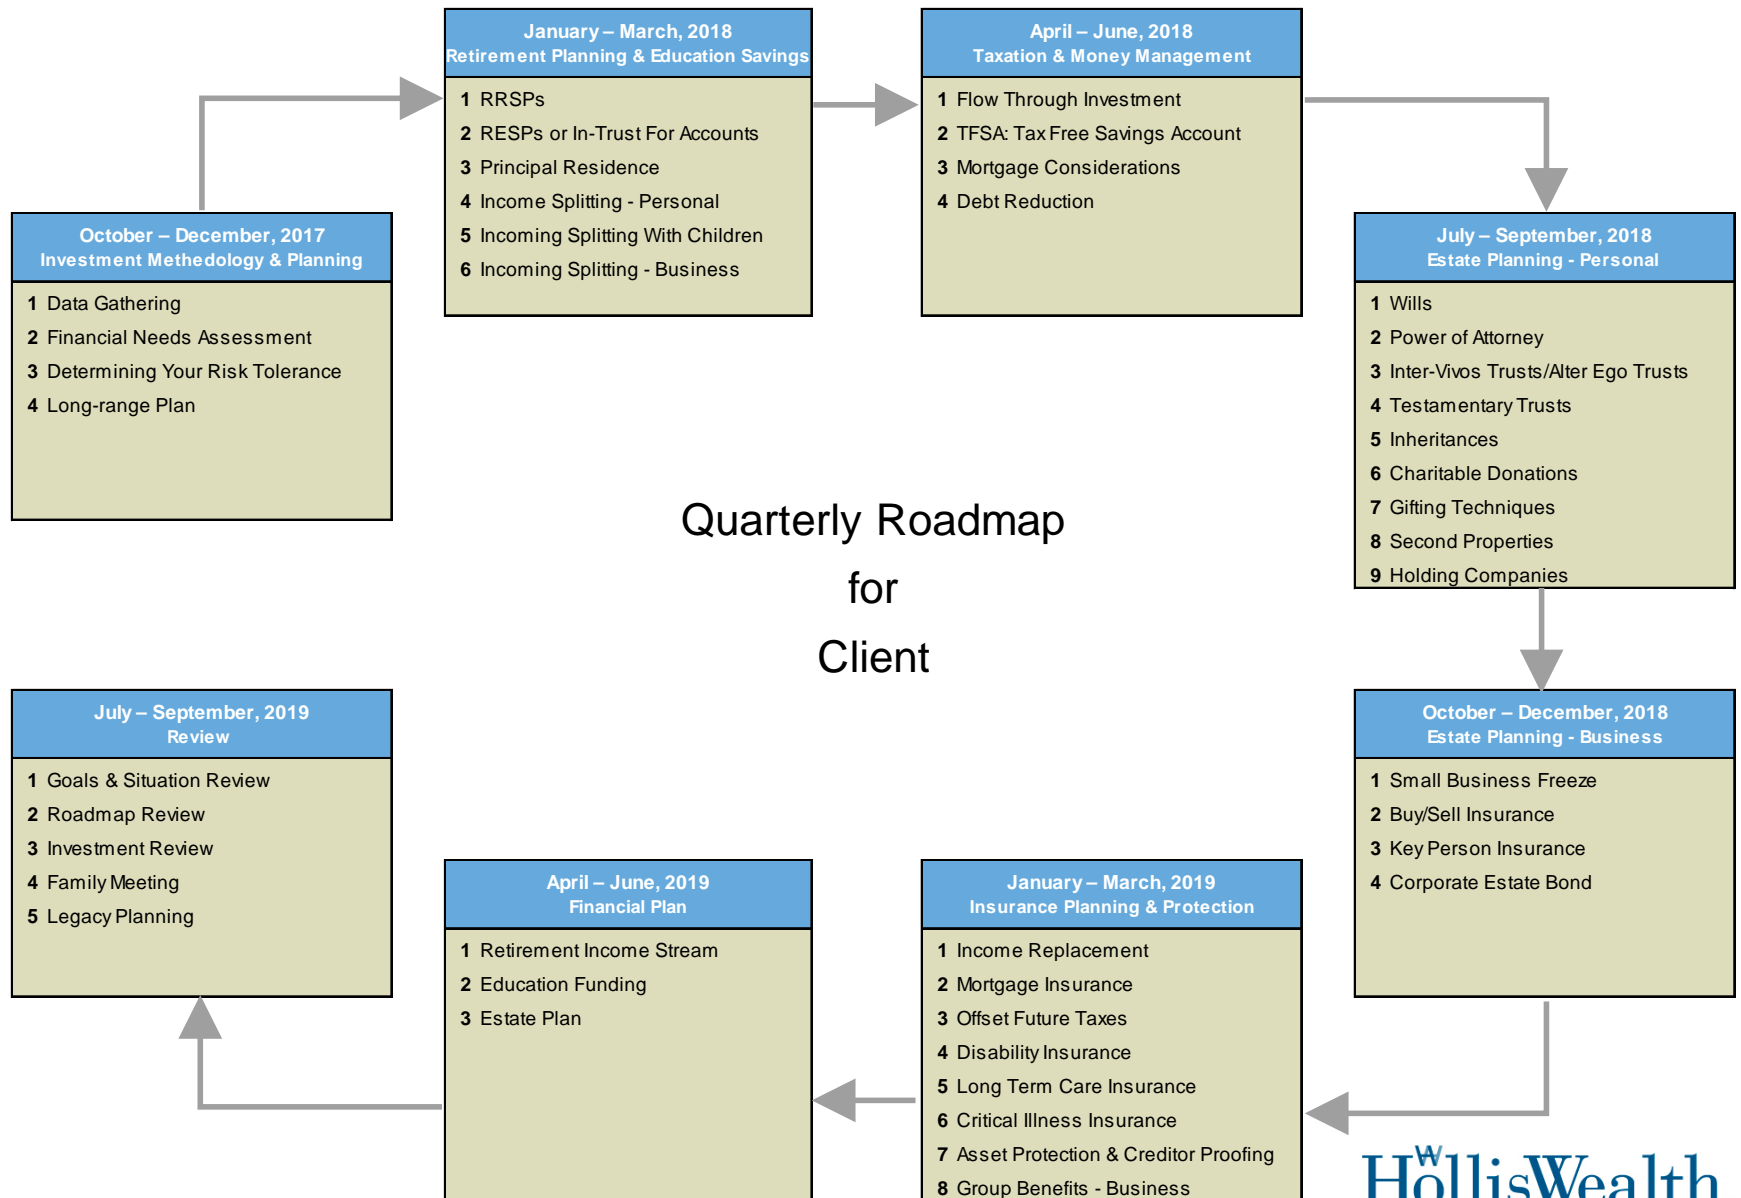 January – March, 2018
Retirement Planning & Education Savings
1 RRSPs
2 RESPs or In-Trust For Accounts
3 Principal Residence
4 Income Splitting - Personal
5 Incoming Splitting With Children
6 Incoming Splitting - Business
April – June, 2018
Taxation & Money Management
1 Flow Through Investment
2 TFSA: Tax Free Savings Account
3 Mortgage Considerations
4 Debt Reduction
October – December, 2017
Investment Methedology & Planning
1 Data Gathering
2 Financial Needs Assessment
3 Determining Your Risk Tolerance
4 Long-range Plan
July – September, 2018
Estate Planning - Personal
1 Wills
2 Power of Attorney
3 Inter-Vivos Trusts/Alter Ego Trusts
4 Testamentary Trusts
5 Inheritances
6 Charitable Donations
7 Gifting Techniques
8 Second Properties
9 Holding Companies
Quarterly Roadmap
for
Client
July – September, 2019
Review
1 Goals & Situation Review
2 Roadmap Review
3 Investment Review
4 Family Meeting
5 Legacy Planning
October – December, 2018
Estate Planning - Business
1 Small Business Freeze
2 Buy/Sell Insurance
3 Key Person Insurance
4 Corporate Estate Bond
April – June, 2019
Financial Plan
1 Retirement Income Stream
2 Education Funding
3 Estate Plan
January – March, 2019
Insurance Planning & Protection
1 Income Replacement
2 Mortgage Insurance
3 Offset Future Taxes
4 Disability Insurance
5 Long Term Care Insurance
6 Critical Illness Insurance
7 Asset Protection & Creditor Proofing
8 Group Benefits - Business
HollisWealth